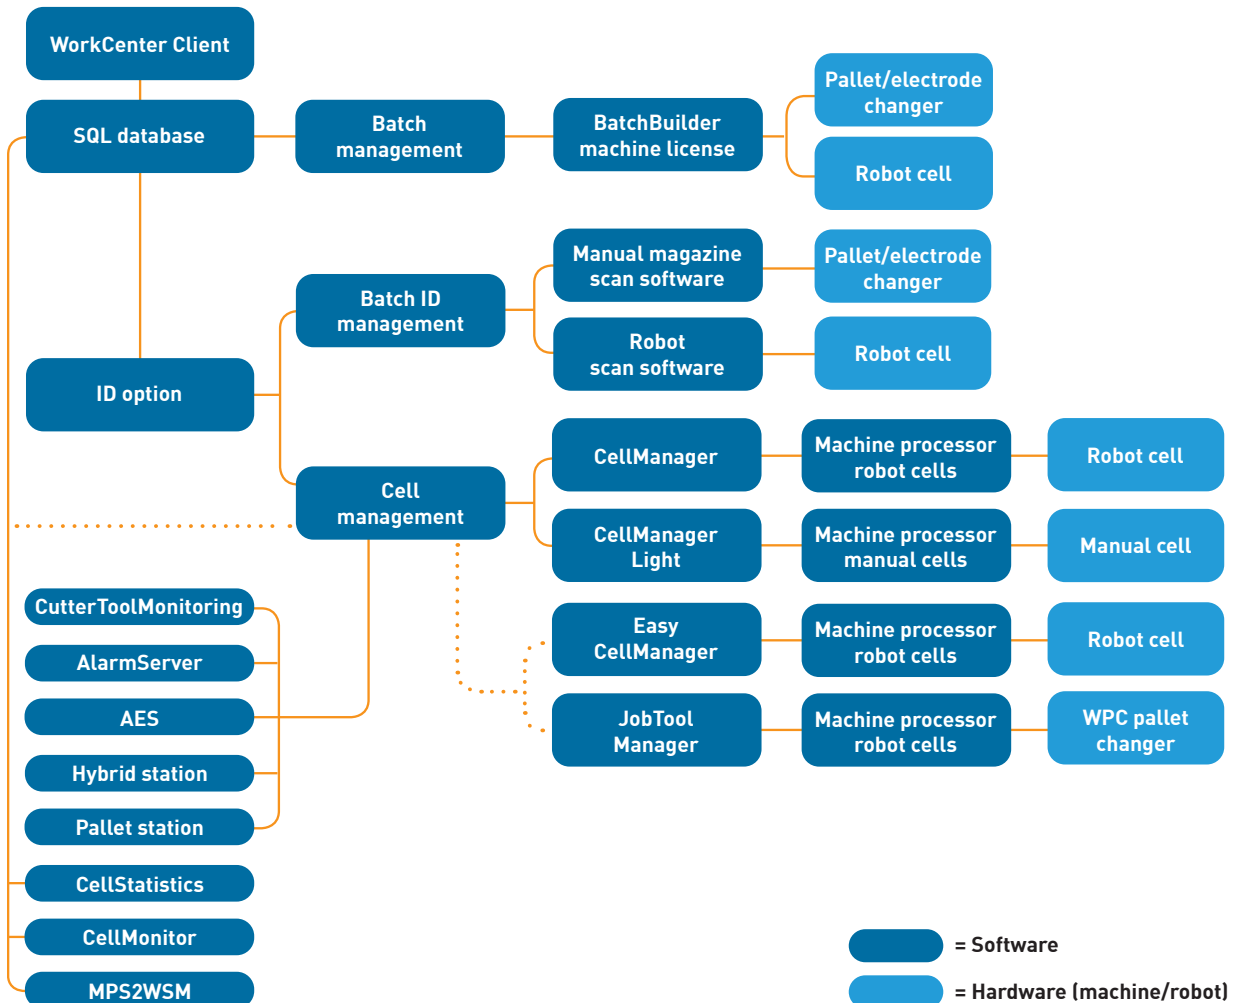 WorkCenter Client
SQL database
Batch
management
BatchBuilder
machine license
Pallet/electrode
changer
Robot cell
Manual magazine
scan software
Pallet/electrode
changer
Batch ID
management
Robot
scan software
Robot cell
ID option
CellManager
Machine processor
robot cells
Robot cell
Cell
management
CellManager
Light
Machine processor
manual cells
Manual cell
Easy
CellManager
Machine processor
robot cells
Robot cell
JobTool
Manager
Machine processor
robot cells
WPC pallet
changer
CutterToolMonitoring
AlarmServer
AES
Hybrid station
Pallet station
CellStatistics
CellMonitor
MPS2WSM
= Software
= Hardware (machine/robot)